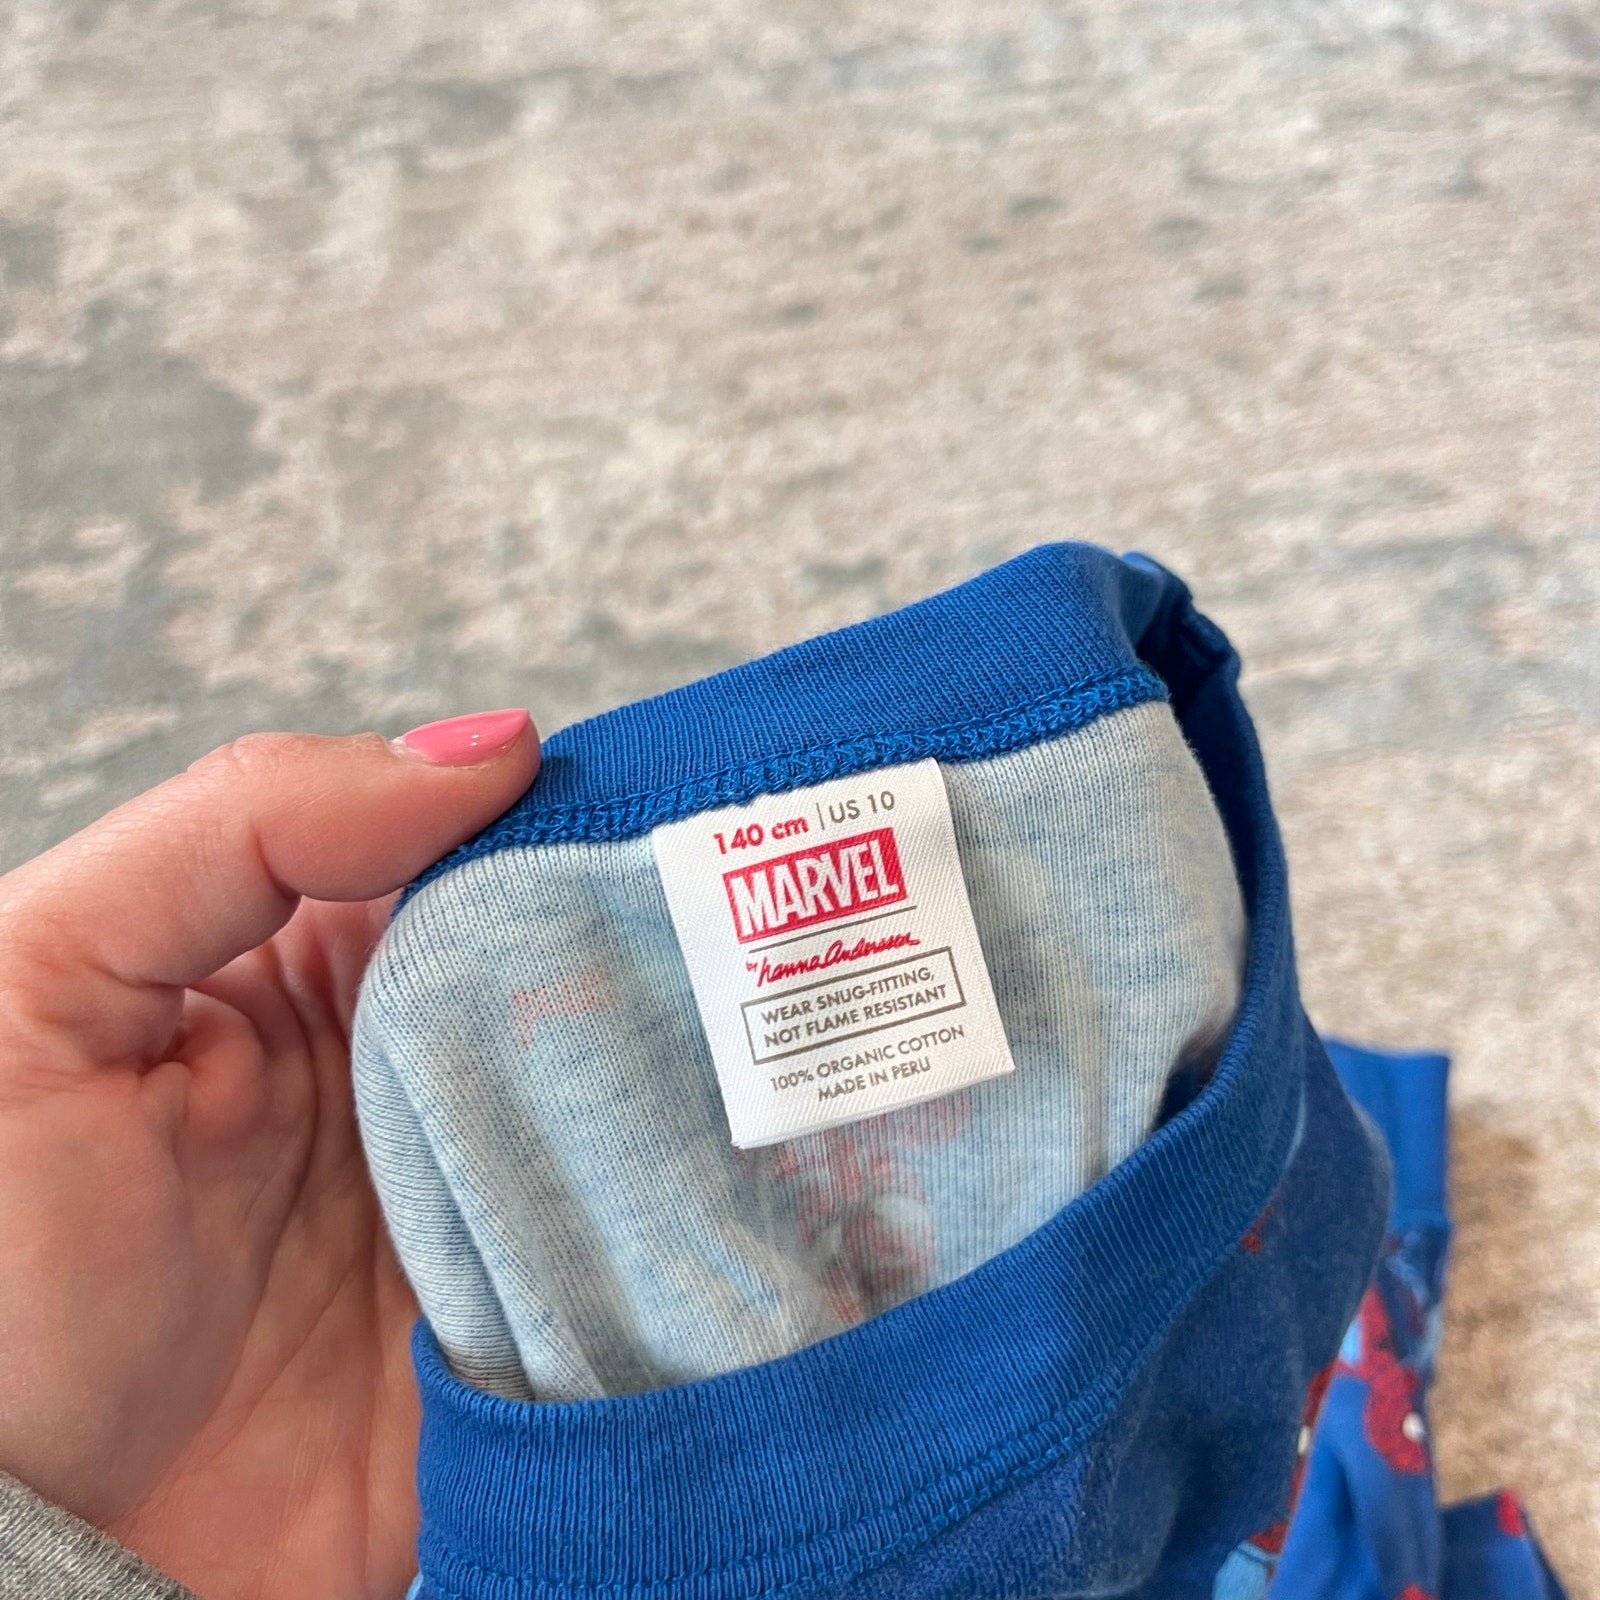 140 cm | US 10
MARVEL
by hanna Andersson
WEAR SNUG-FITTING,
NOT FLAME RESISTANT
100% ORGANIC COTTON
MADE IN PERU